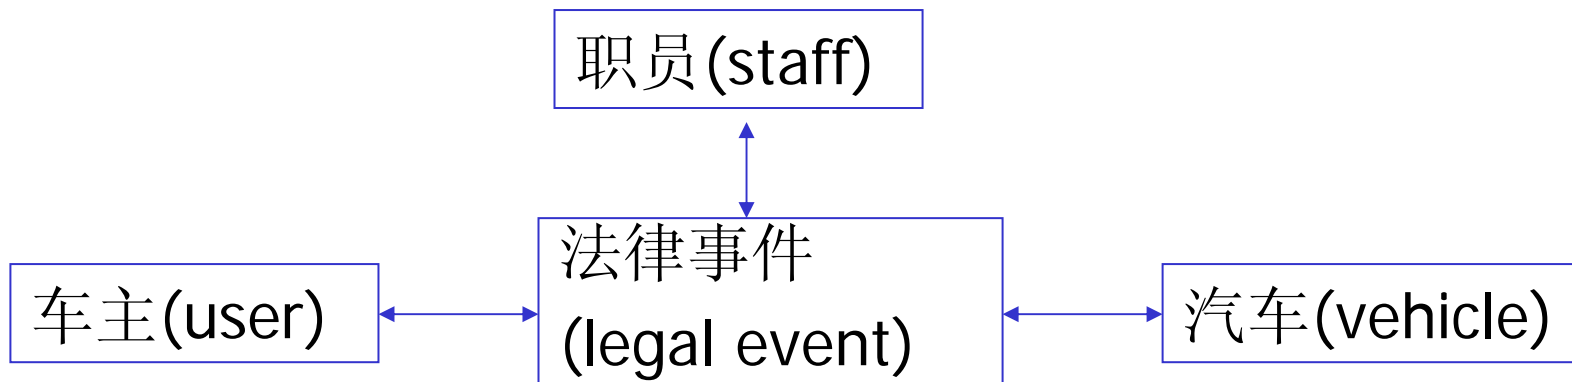 职员(staff)
法律事件
(legal event)
车主(user)
汽车(vehicle)